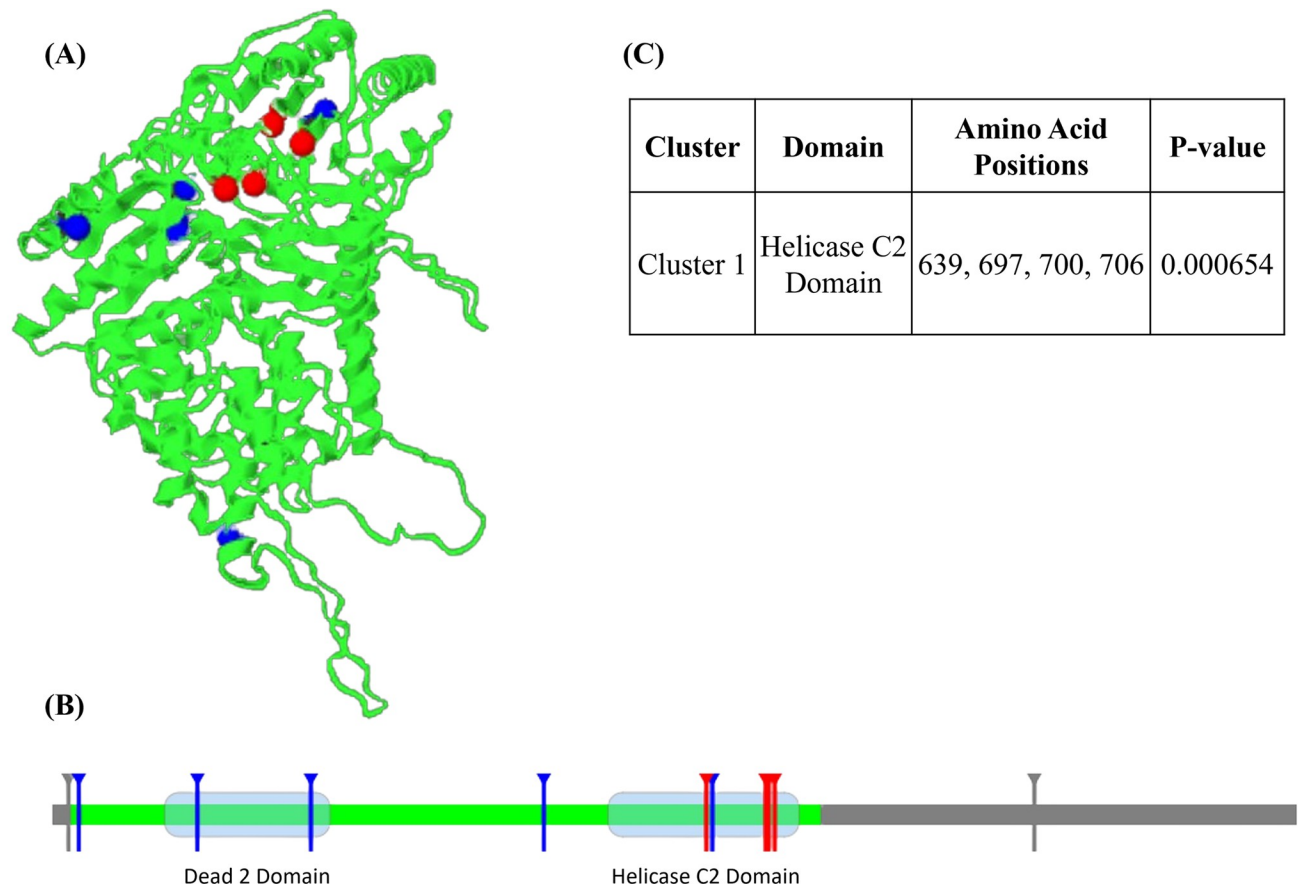 (A)
(C)
Cluster Domain Amino Acid Positions P-value
Cluster 1 Helicase C2 Domain 639, 697, 700, 706 0.000654
(B)
Dead 2 Domain Helicase C2 Domain